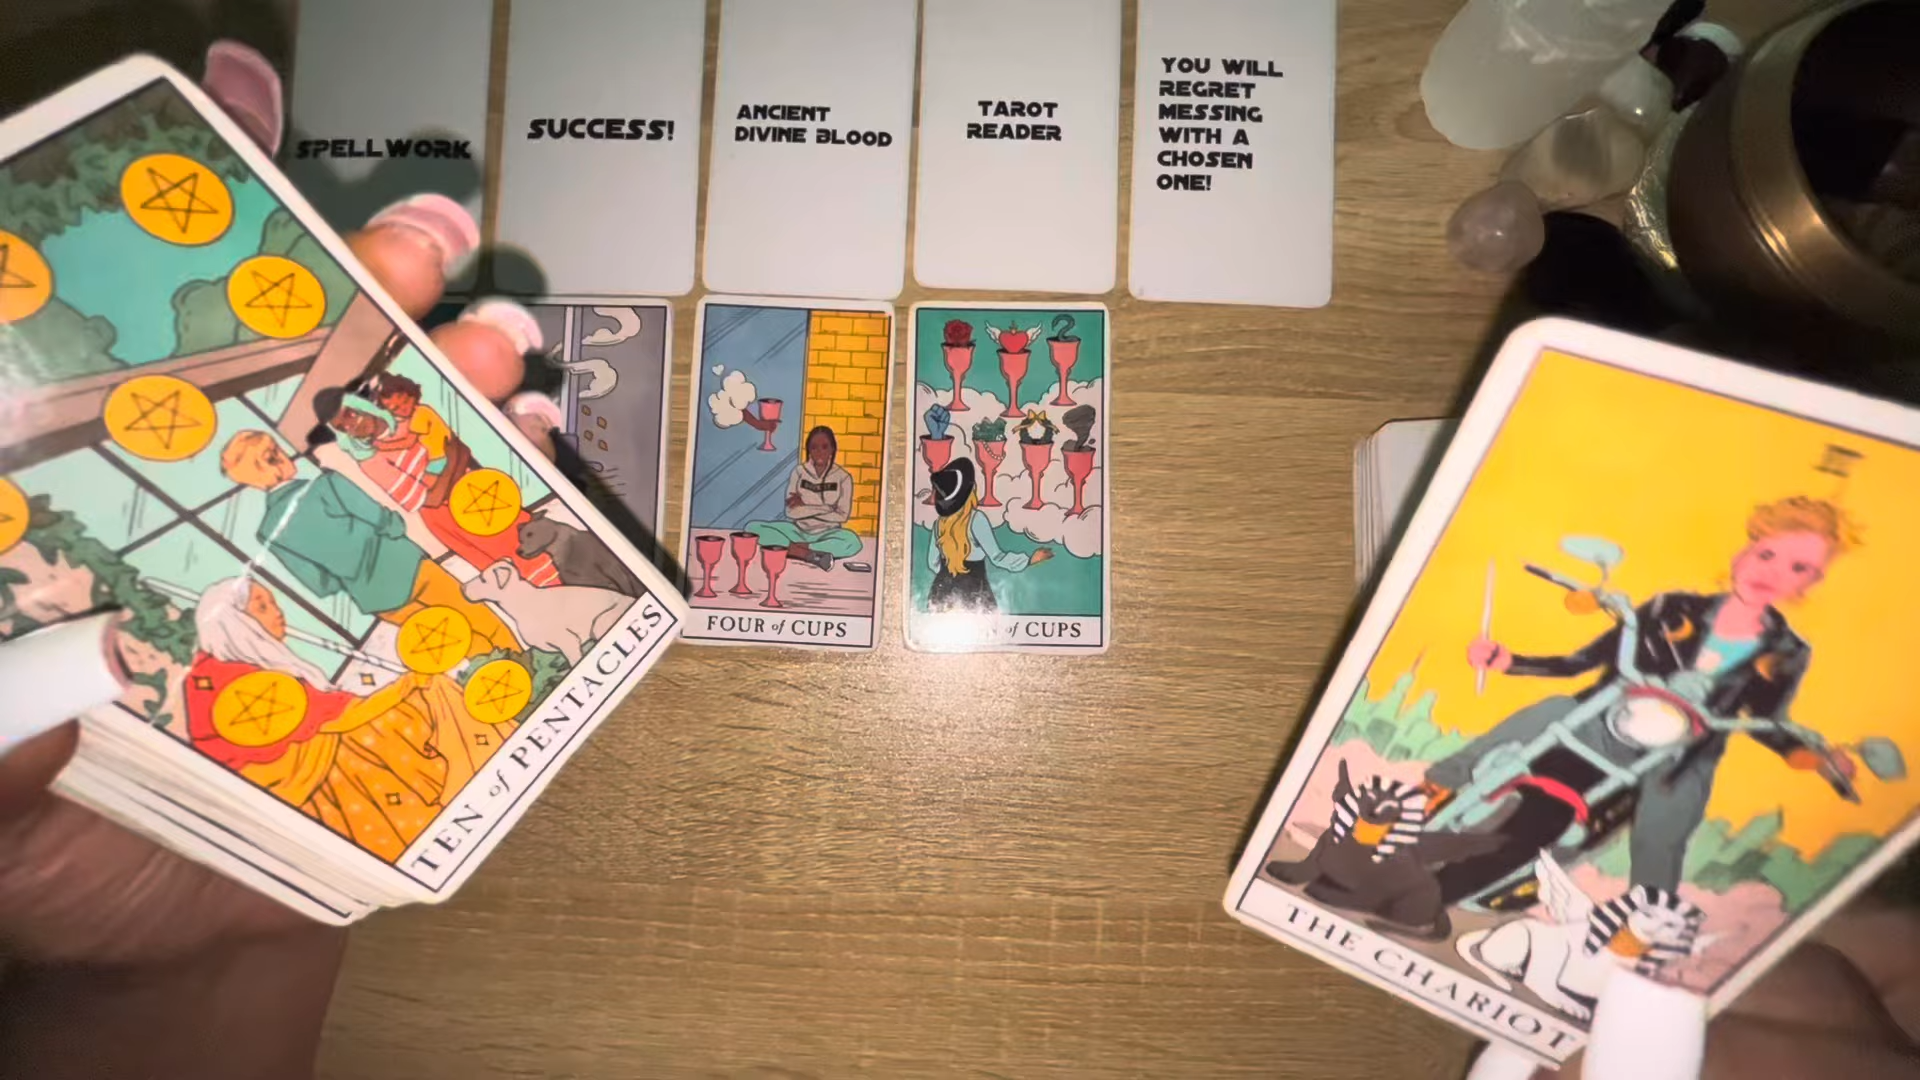 SPELLWORK
SUCCESS!
ANCIENT
DIVINE BLOOD
TAROT
READER
YOU WILL
REGRET
MESSING
WITH A
CHOSEN
ONE!
FOUR of CUPS
of CUPS
TEN of PENTACLES
THE CHARIOT